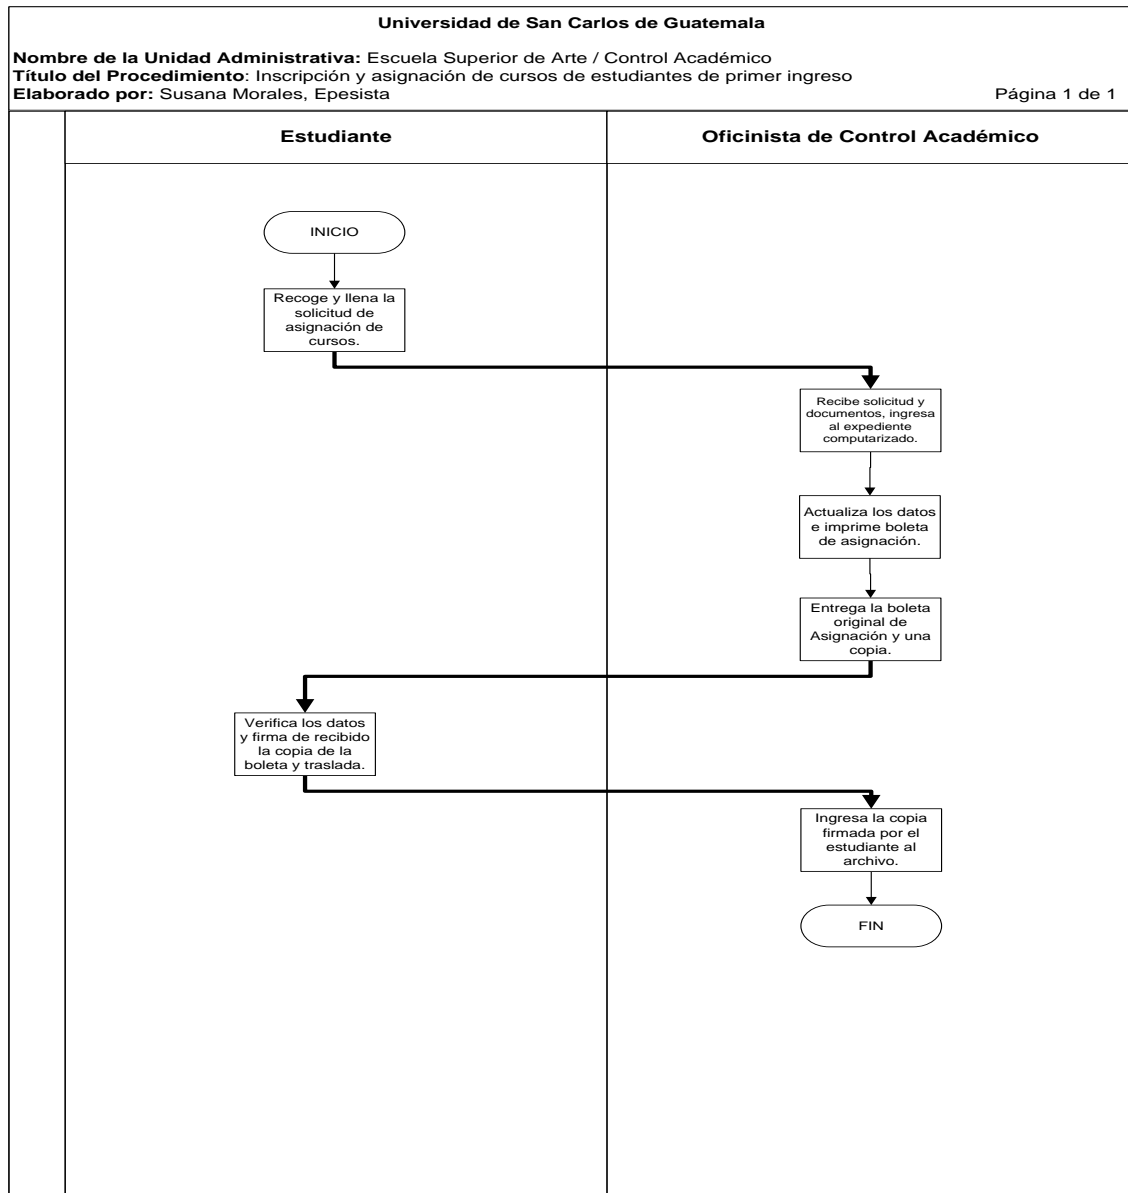 Universidad de San Carlos de Guatemala
Nombre de la Unidad Administrativa: Escuela Superior de Arte / Control Académico
Título del Procedimiento: Inscripción y asignación de cursos de estudiantes de primer ingreso
Elaborado por: Susana Morales, Epesista
Página 1 de 1
Estudiante
Oficinista de Control Académico
INICIO
Recoge y llena la
solicitud de
asignación de
cursos.
Recibe solicitud y
documentos, ingresa
al expediente
computarizado.
Actualiza los datos
e imprime boleta
de asignación.
Entrega la boleta
original de
Asignación y una
copia.
Verifica los datos
y firma de recibido
la copia de la
boleta y traslada.
Ingresa la copia
firmada por el
estudiante al
archivo.
FIN